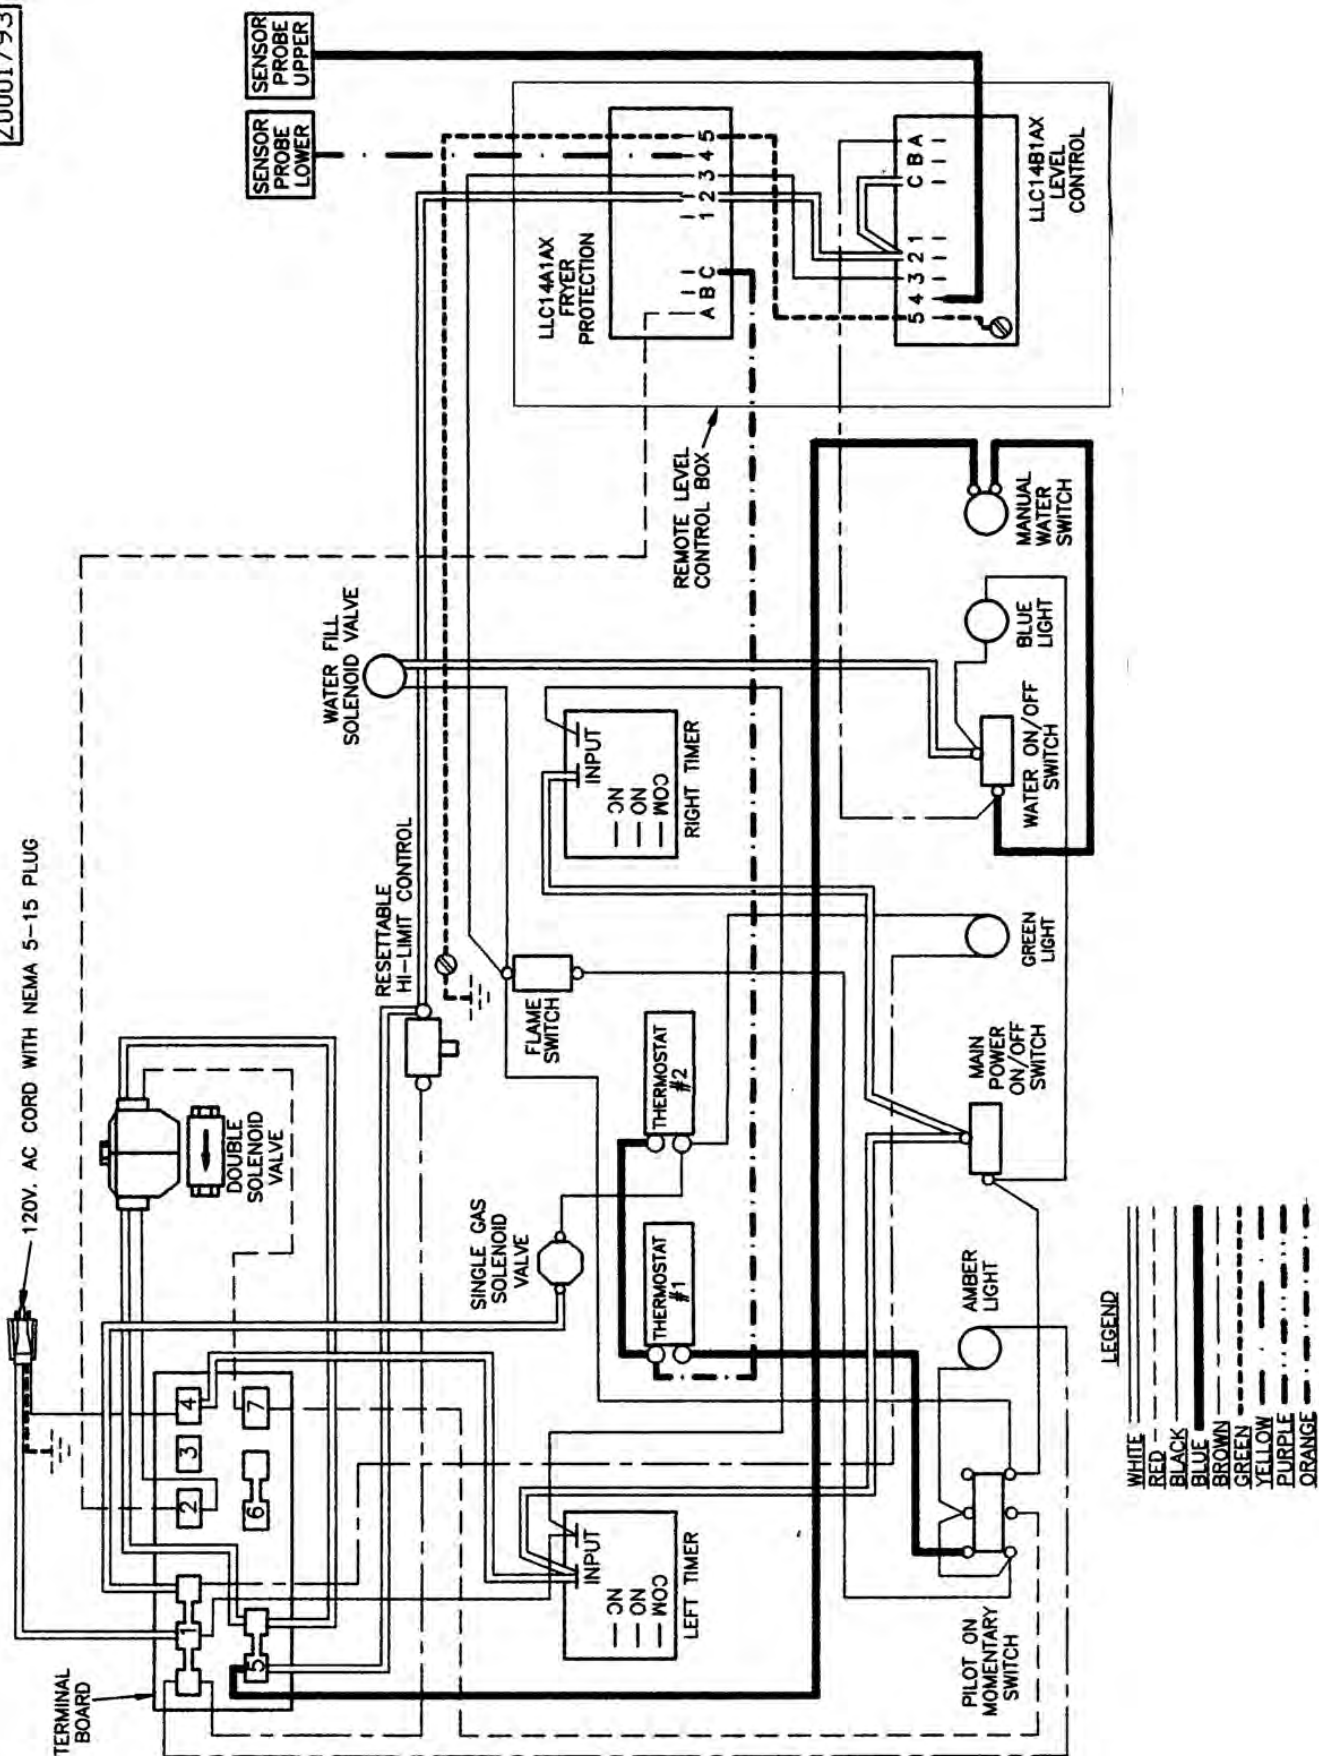 20001793
120V. AC CORD WITH NEMA 5-15 PLUG
SENSOR
PROBE
UPPER
SENSOR
PROBE
LOWER
TERMINAL
BOARD
1
2
3
4
5
6
7
DOUBLE
SOLENOID
VALVE
RESETTABLE
HI-LIMIT CONTROL
WATER FILL
SOLENOID VALVE
SINGLE GAS
SOLENOID
VALVE
FLAME
SWITCH
LLC14A1AX
FRYER
PROTECTION
A B C
1 2 3 4 5
REMOTE LEVEL
CONTROL BOX
LLC14B1AX
LEVEL
CONTROL
5 4 3 2 1
C B A
THERMOSTAT
#1
THERMOSTAT
#2
INPUT
NC
NO
COM
LEFT TIMER
INPUT
NC
NO
COM
RIGHT TIMER
PILOT ON
MOMENTARY
SWITCH
AMBER
LIGHT
MAIN
POWER
ON/OFF
SWITCH
GREEN
LIGHT
WATER ON/OFF
SWITCH
BLUE
LIGHT
MANUAL
WATER
SWITCH
LEGEND
WHITE
RED
BLACK
BLUE
BROWN
GREEN
YELLOW
PURPLE
ORANGE